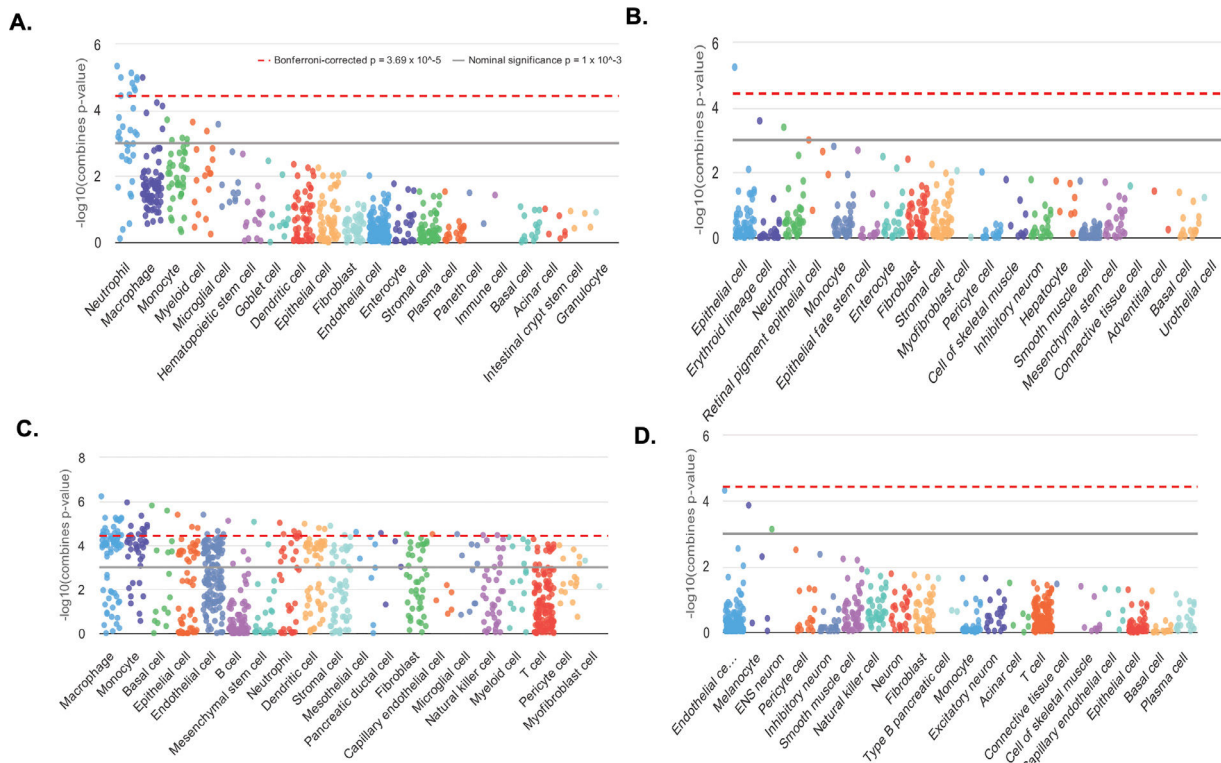 A.
-log10(combines p-value)
6
4
2
0
Bonferroni-corrected p = 3.69 x 10^-5
Nominal significance p = 1 x 10^-3
Neutrophil
Macrophage
Monocyte
Myeloid cell
Microglial cell
Hematopoietic stem cell
Goblet cell
Dendritic cell
Epithelial cell
Fibroblast
Endothelial cell
Enterocyte
Stromal cell
Plasma cell
Paneth cell
Immune cell
Basal cell
Acinar cell
Intestinal crypt stem cell
Granulocyte
B.
-log10(combines p-value)
6
4
2
0
Epithelial cell
Erythroid lineage cell
Neutrophil
Retinal pigment epithelial cell
Monocyte
Epithelial fate stem cell
Enterocyte
Fibroblast
Stromal cell
Myofibroblast cell
Pericyte cell
Cell of skeletal muscle
Inhibitory neuron
Hepatocyte
Smooth muscle cell
Mesenchymal stem cell
Connective tissue cell
Adventitial cell
Basal cell
Urothelial cell
C.
-log10(combines p-value)
8
6
4
2
0
Macrophage
Monocyte
Basal cell
Epithelial cell
Endothelial cell
B cell
Mesenchymal stem cell
Neutrophil
Dendritic cell
Stromal cell
Mesothelial cell
Pancreatic ductal cell
Fibroblast
Capillary endothelial cell
Microglial cell
Natural killer cell
Myeloid cell
T cell
Pericyte cell
Myofibroblast cell
D.
-log10(combines p-value)
6
4
2
0
Endothelial ce...
Melanocyte
ENS neuron
Pericyte cell
Inhibitory neuron
Smooth muscle cell
Natural killer cell
Neuron
Fibroblast
Type B pancreatic cell
Monocyte
Excitatory neuron
Acinar cell
T cell
Connective tissue cell
Cell of skeletal muscle
Capillary endothelial cell
Epithelial cell
Basal cell
Plasma cell